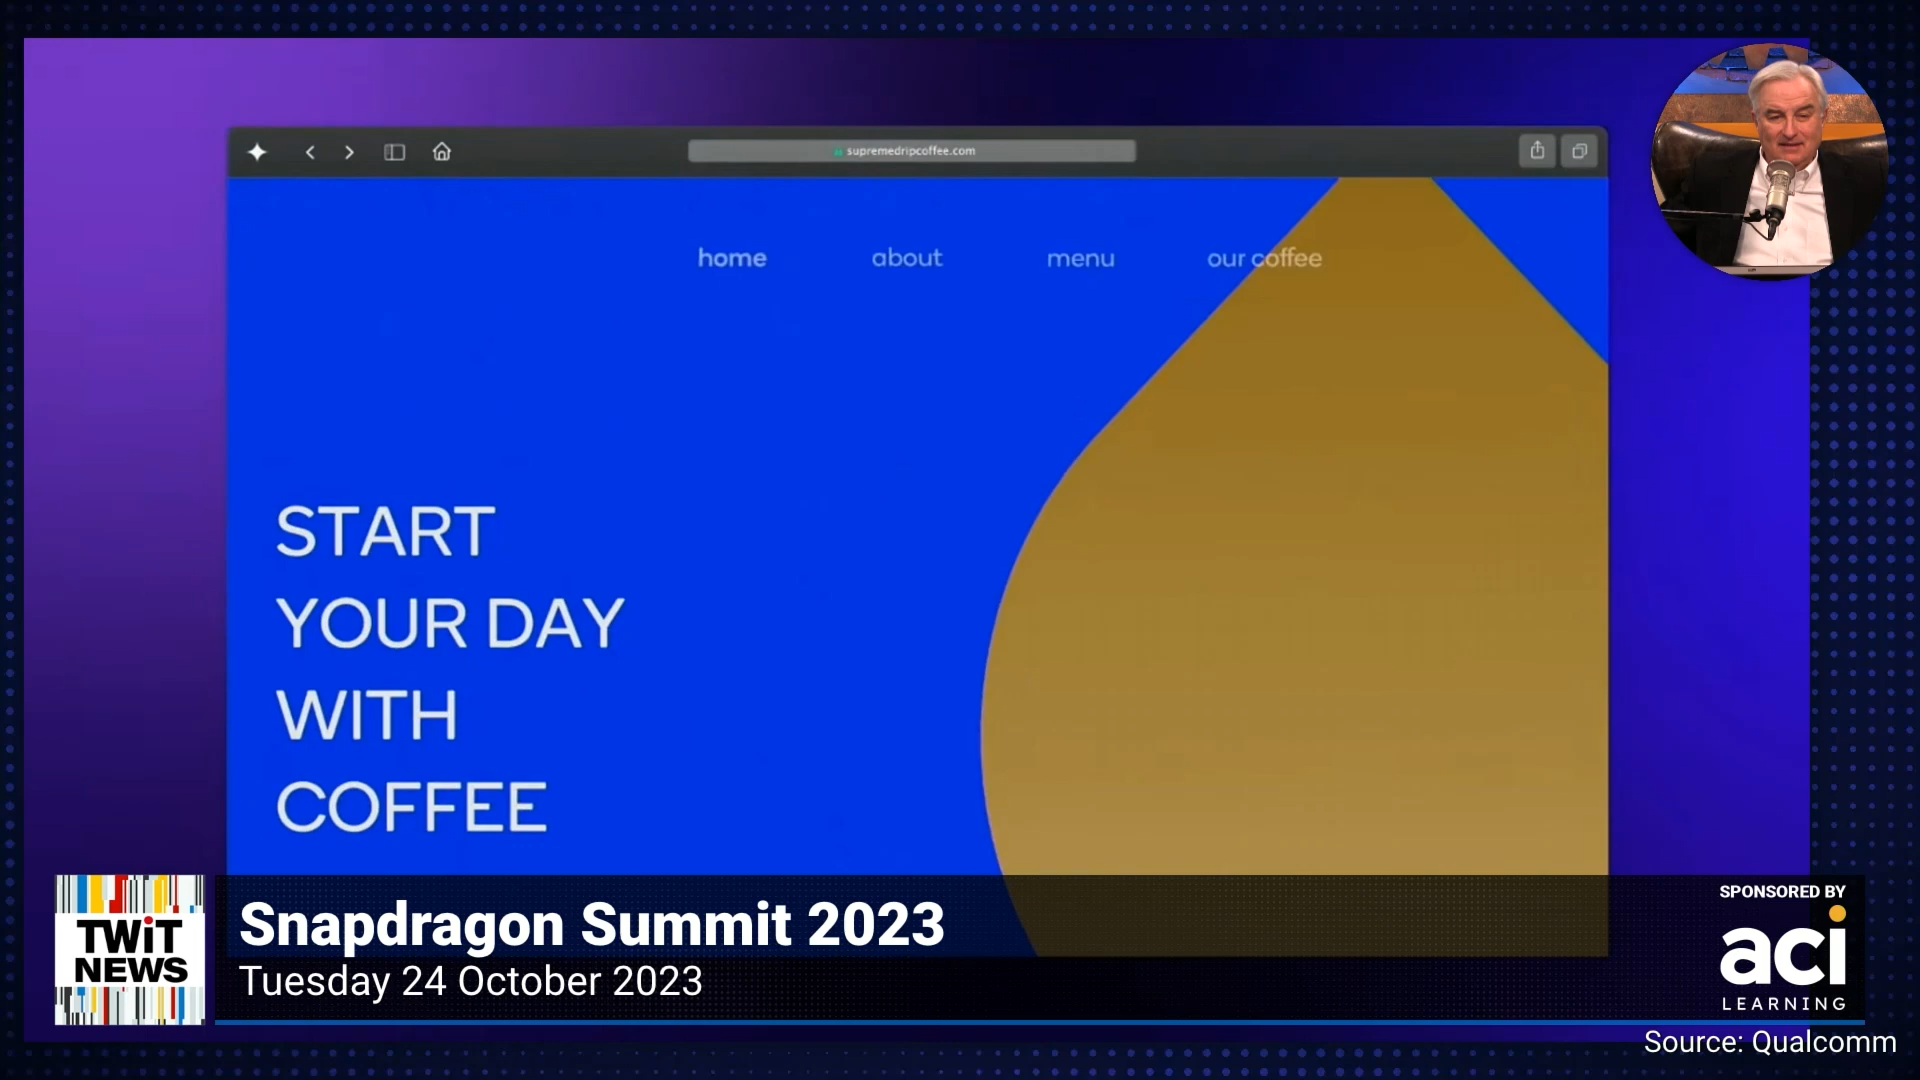 supremedripcoffee.com
home about menu our coffee
START
YOUR DAY
WITH
COFFEE
TWiT
NEWS
Snapdragon Summit 2023
Tuesday 24 October 2023
SPONSORED BY
aci
LEARNING
Source: Qualcomm